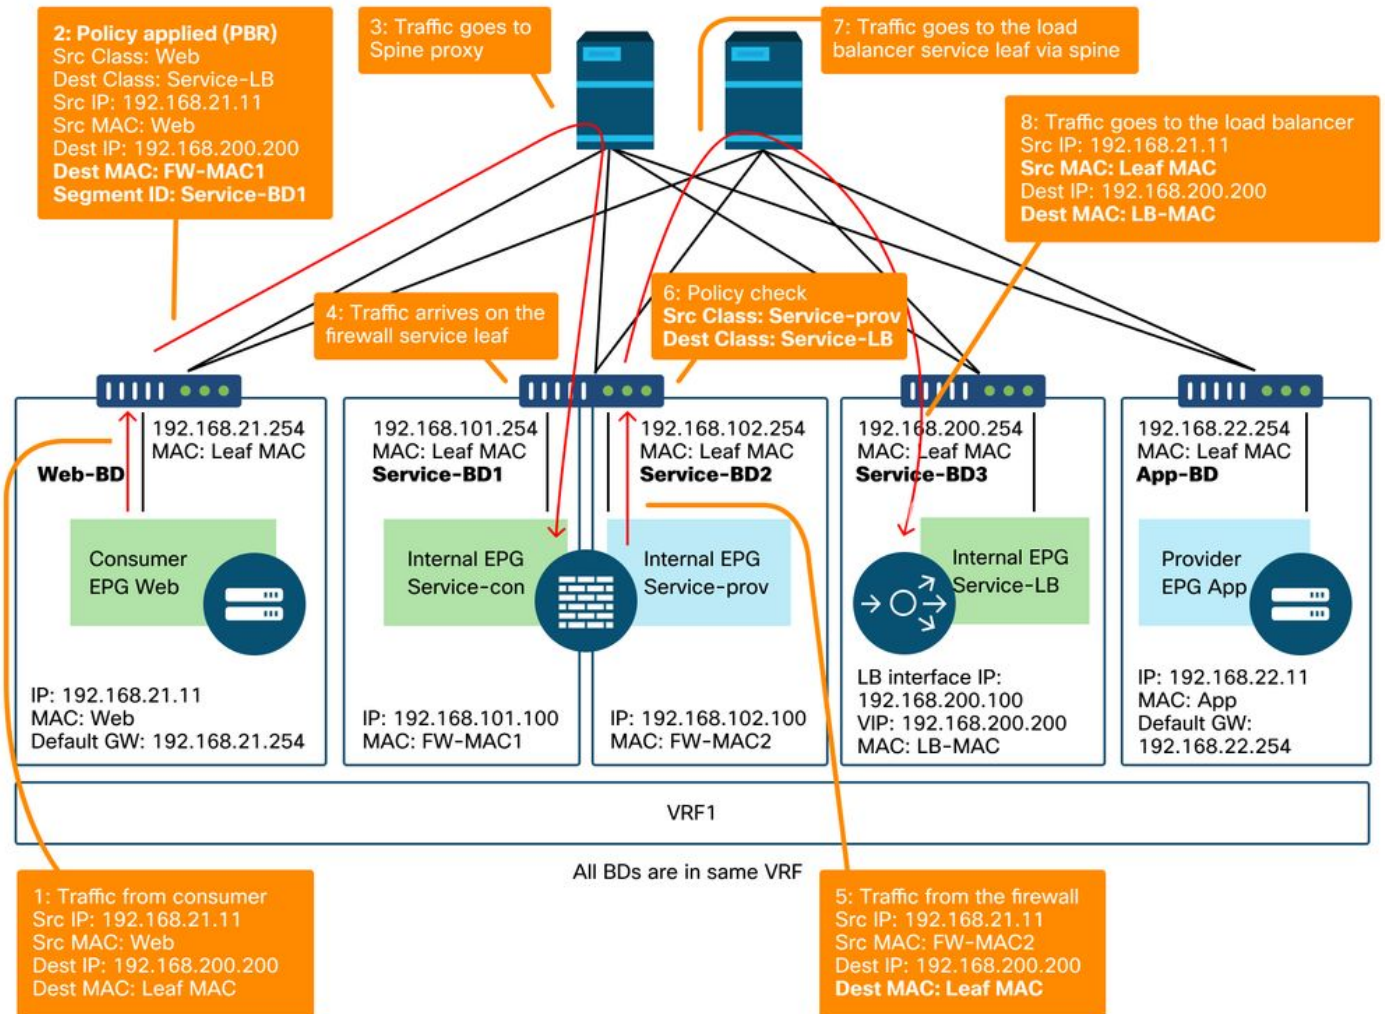 2: Policy applied (PBR)
Src Class: Web
Dest Class: Service-LB
Src IP: 192.168.21.11
Src MAC: Web
Dest IP: 192.168.200.200
Dest MAC: FW-MAC1
Segment ID: Service-BD1
3: Traffic goes to
Spine proxy
7: Traffic goes to the load
balancer service leaf via spine
8: Traffic goes to the load balancer
Src IP: 192.168.21.11
Src MAC: Leaf MAC
Dest IP: 192.168.200.200
Dest MAC: LB-MAC
4: Traffic arrives on the
firewall service leaf
6: Policy check
Src Class: Service-prov
Dest Class: Service-LB
192.168.21.254
MAC: Leaf MAC
Web-BD
Consumer
EPG Web
IP: 192.168.21.11
MAC: Web
Default GW: 192.168.21.254
192.168.101.254
MAC: Leaf MAC
Service-BD1
Internal EPG
Service-con
IP: 192.168.101.100
MAC: FW-MAC1
192.168.102.254
MAC: Leaf MAC
Service-BD2
Internal EPG
Service-prov
IP: 192.168.102.100
MAC: FW-MAC2
192.168.200.254
MAC: Leaf MAC
Service-BD3
Internal EPG
Service-LB
LB interface IP:
192.168.200.100
VIP: 192.168.200.200
MAC: LB-MAC
192.168.22.254
MAC: Leaf MAC
App-BD
Provider
EPG App
IP: 192.168.22.11
MAC: App
Default GW:
192.168.22.254
VRF1
All BDs are in same VRF
1: Traffic from consumer
Src IP: 192.168.21.11
Src MAC: Web
Dest IP: 192.168.200.200
Dest MAC: Leaf MAC
5: Traffic from the firewall
Src IP: 192.168.21.11
Src MAC: FW-MAC2
Dest IP: 192.168.200.200
Dest MAC: Leaf MAC